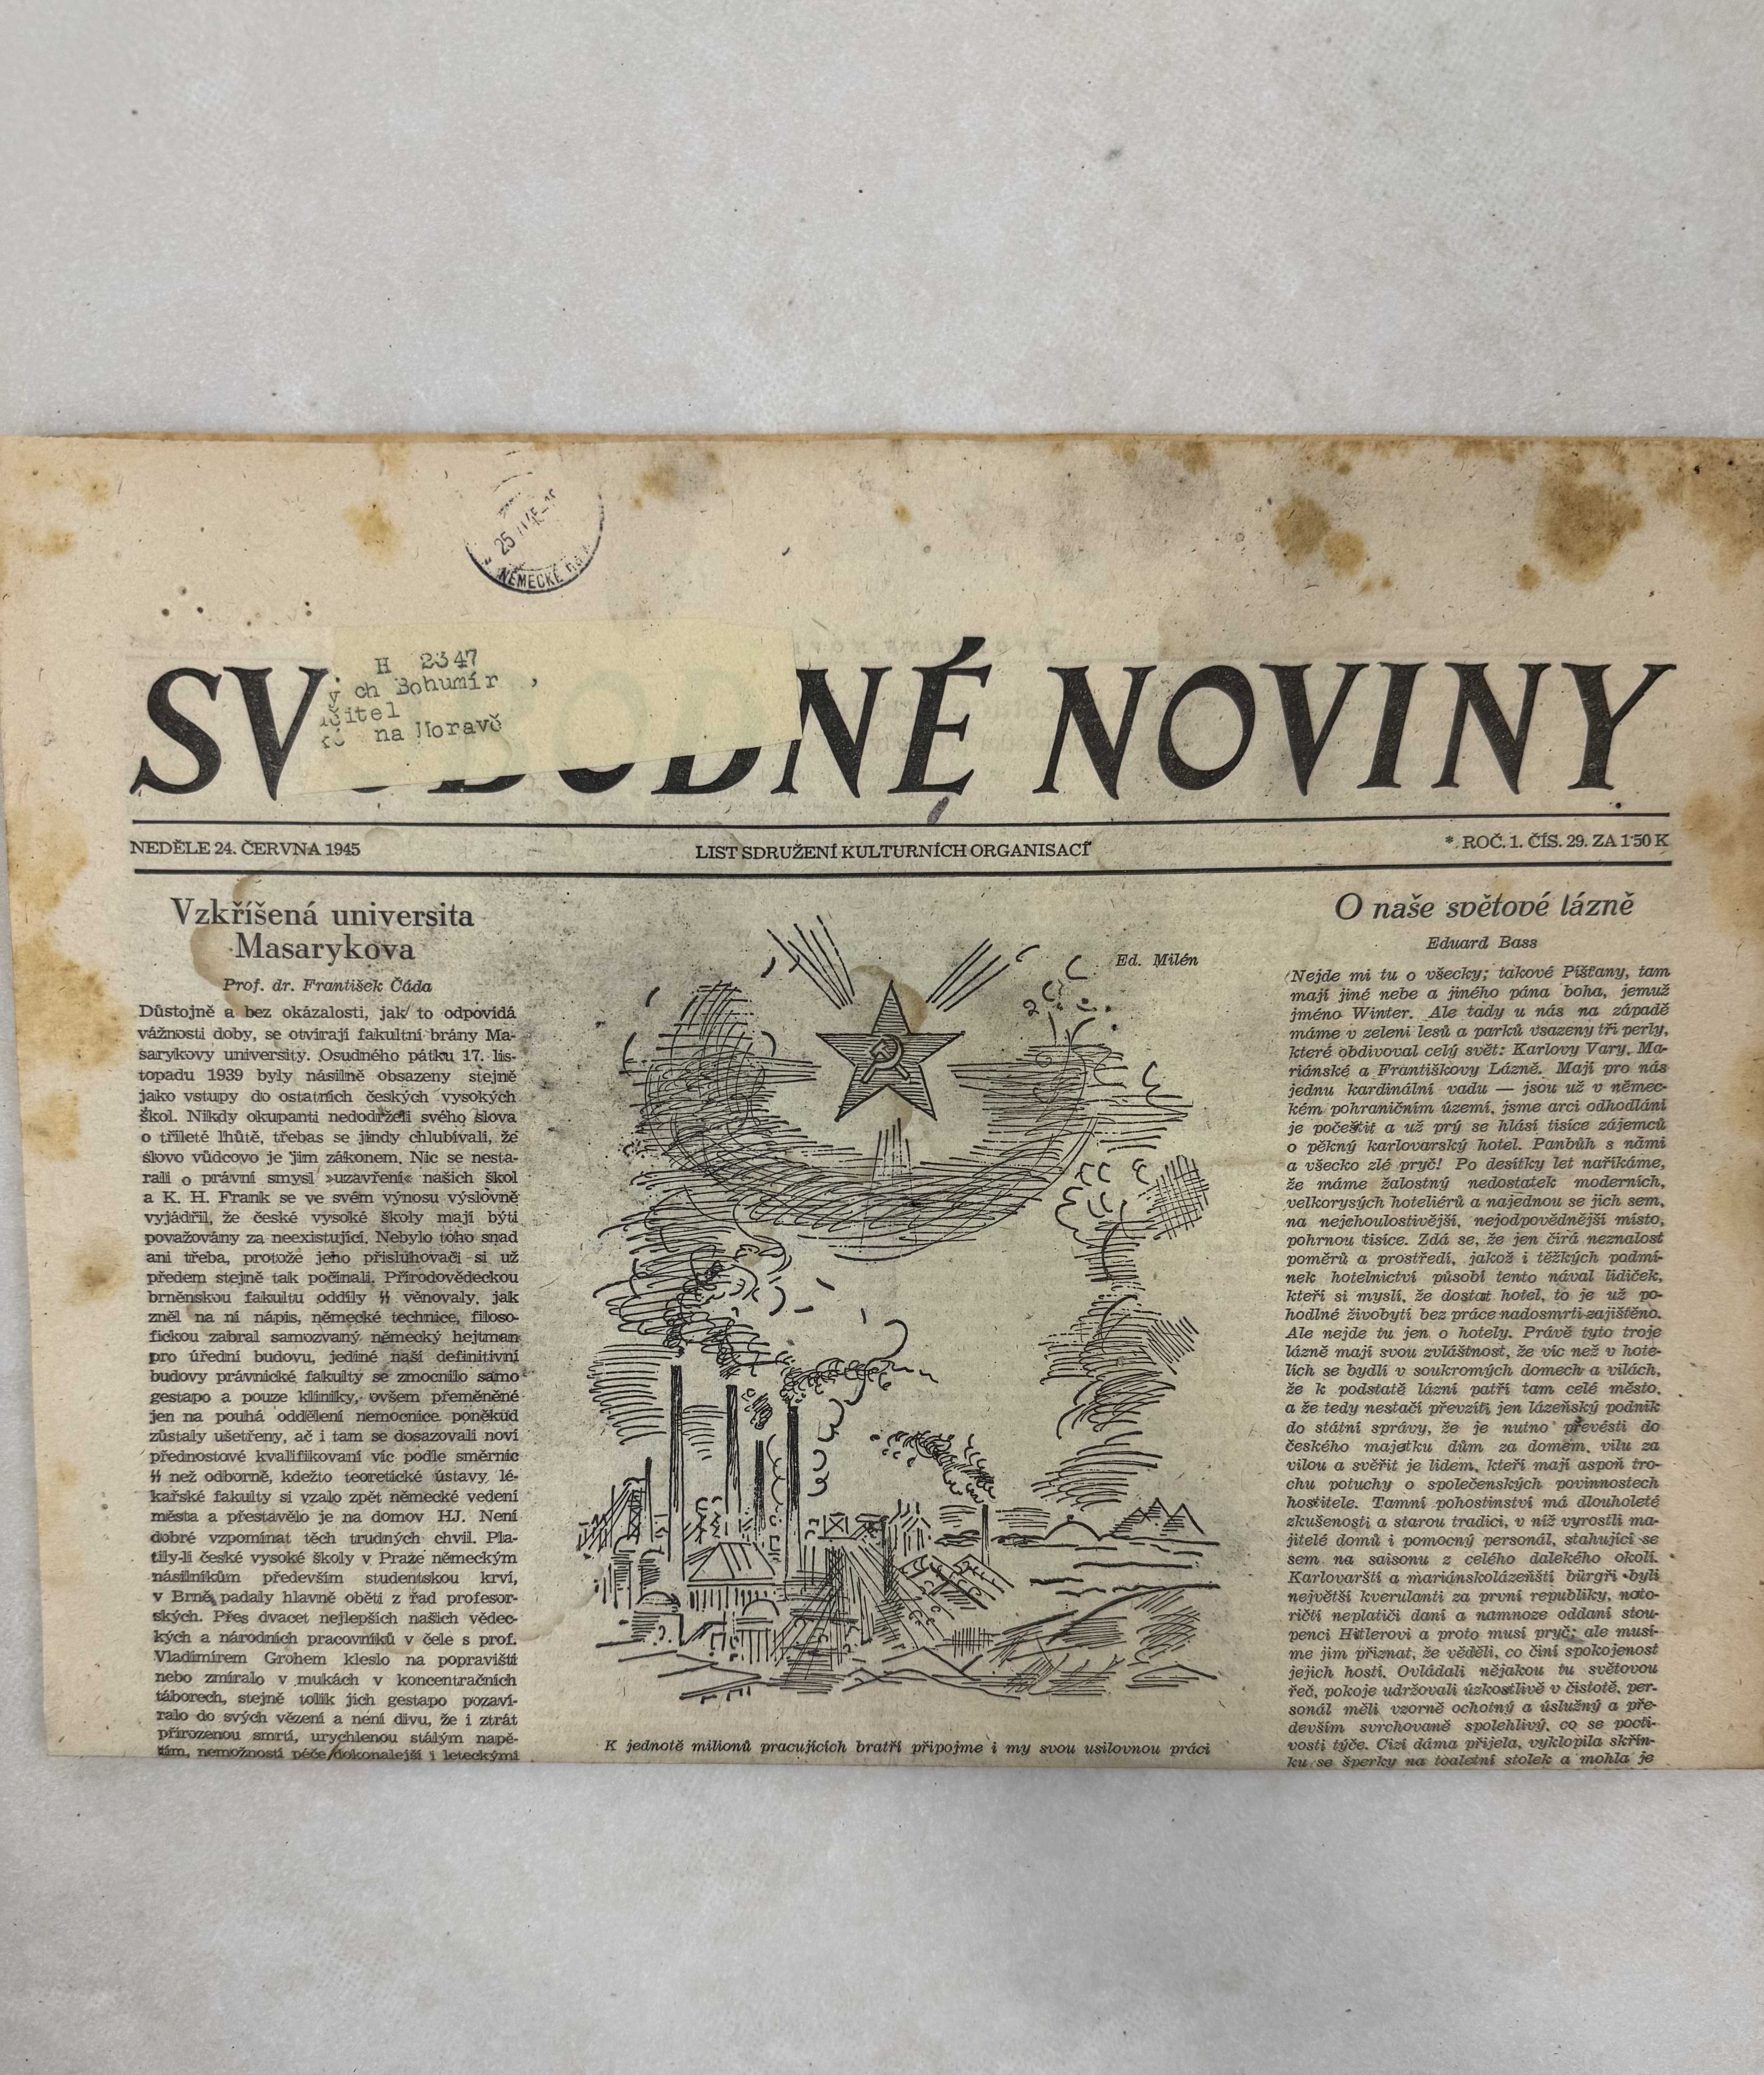 25
NĚMECKÉ
H 2347
ch Bohumír ,
itel
na Moravě
SV NÉ NOVINY
NEDĚLE 24. ČERVNA 1945
LIST SDRUŽENÍ KULTURNÍCH ORGANISACÍ
* ROČ. 1. ČÍS. 29. ZA 1·50 K
Vzkříšená universita
Masarykova
Prof. dr. František Čáda
Důstojně a bez okázalosti, jak to odpovídá
vážnosti doby, se otvírají fakultní brány Ma-
sarykovy university. Osudného pátku 17. lis-
topadu 1939 byly násilně obsazeny stejně
jako vstupy do ostatních českých vysokých
škol. Nikdy okupanti nedodrželi svého slova
o tříleté lhůtě, třebas se jindy chlubívali, že
slovo vůdcovo je jim zákonem. Nic se nesta-
rali o právní smysl »uzavření« našich škol
a K. H. Frank se ve svém výnosu výslovně
vyjádřil, že české vysoké školy mají býti
považovány za neexistující. Nebylo toho snad
ani třeba, protože jeho přisluhovači si už
předem stejně tak počínali. Přírodovědeckou
brněnskou fakultu oddíly ᛋᛋ věnovaly, jak
zněl na ní nápis, německé technice, filoso-
fickou zabral samozvaný německý hejtman
pro úřední budovu, jediné naší definitivní
budovy právnické fakulty se zmocnilo samo
gestapo a pouze kliniky, ovšem přeměněné
jen na pouhá oddělení nemocnice poněkud
zůstaly ušetřeny, ač i tam se dosazovali noví
přednostové kvalifikovaní víc podle směrnic
ᛋᛋ než odborně, kdežto teoretické ústavy lé-
kařské fakulty si vzalo zpět německé vedení
města a přestavělo je na domov HJ. Není
dobré vzpomínat těch trudných chvil. Pla-
tily-li české vysoké školy v Praze německým
násilníkům především studentskou krví,
v Brně padaly hlavně oběti z řad profesor-
ských. Přes dvacet nejlepších našich vědec-
kých a národních pracovníků v čele s prof.
Vladimírem Grohem kleslo na popravišti
nebo zmíralo v mukách v koncentračních
táborech, stejně tolik jich gestapo pozaví-
ralo do svých vězení a není divu, že i ztrát
přirozenou smrtí, urychlenou stálým napě-
tím, nemožností péče dokonalejší i leteckými
Ed. Milén
K jednotě milionů pracujících bratří připojme i my svou usilovnou práci
O naše světové lázně
Eduard Bass
Nejde mi tu o všecky; takové Píšťany, tam
mají jiné nebe a jiného pána boha, jemuž
jméno Winter. Ale tady u nás na západě
máme v zeleni lesů a parků vsazeny tři perly,
které obdivoval celý svět: Karlovy Vary, Ma-
riánské a Františkovy Lázně. Mají pro nás
jednu kardinální vadu — jsou už v němec-
kém pohraničním území, jsme arci odhodláni
je počeštit a už prý se hlásí tisíce zájemců
o pěkný karlovarský hotel. Panbůh s námi
a všecko zlé pryč! Po desítky let naříkáme,
že máme žalostný nedostatek moderních,
velkorysých hoteliérů a najednou se jich sem,
na nejchoulostivější, nejodpovědnější místo,
pohrnou tisíce. Zdá se, že jen čirá neznalost
poměrů a prostředí, jakož i těžkých podmí-
nek hotelnictví působí tento nával lidiček,
kteří si myslí, že dostat hotel, to je už po-
hodlné živobytí bez práce nadosmrti zajištěno.
Ale nejde tu jen o hotely. Právě tyto troje
lázně mají svou zvláštnost, že víc než v hote-
lích se bydlí v soukromých domech a vilách,
že k podstatě lázní patří tam celé město,
a že tedy nestačí převzíti jen lázeňský podnik
do státní správy, že je nutno převésti do
českého majetku dům za domem, vilu za
vilou a svěřit je lidem, kteří mají aspoň tro-
chu potuchy o společenských povinnostech
hostitele. Tamní pohostinství má dlouholeté
zkušenosti a starou tradici, v níž vyrostli ma-
jitelé domů i pomocný personál, stahující se
sem na saisonu z celého dalekého okolí.
Karlovarští a mariánskolázeňští bürgři byli
největší kverulanti za první republiky, noto-
ričtí neplatiči daní a namnoze oddaní stou-
penci Hitlerovi a proto musí pryč; ale musí-
me jim přiznat, že věděli, co činí spokojenost
jejich hostí. Ovládali nějakou tu světovou
řeč, pokoje udržovali úzkostlivě v čistotě, per-
sonál měli vzorně ochotný a úslužný a pře-
devším svrchovaně spolehlivý, co se pocti-
vosti týče. Cizí dáma přijela, vyklopila skřín-
ku se šperky na toaletní stolek a mohla je